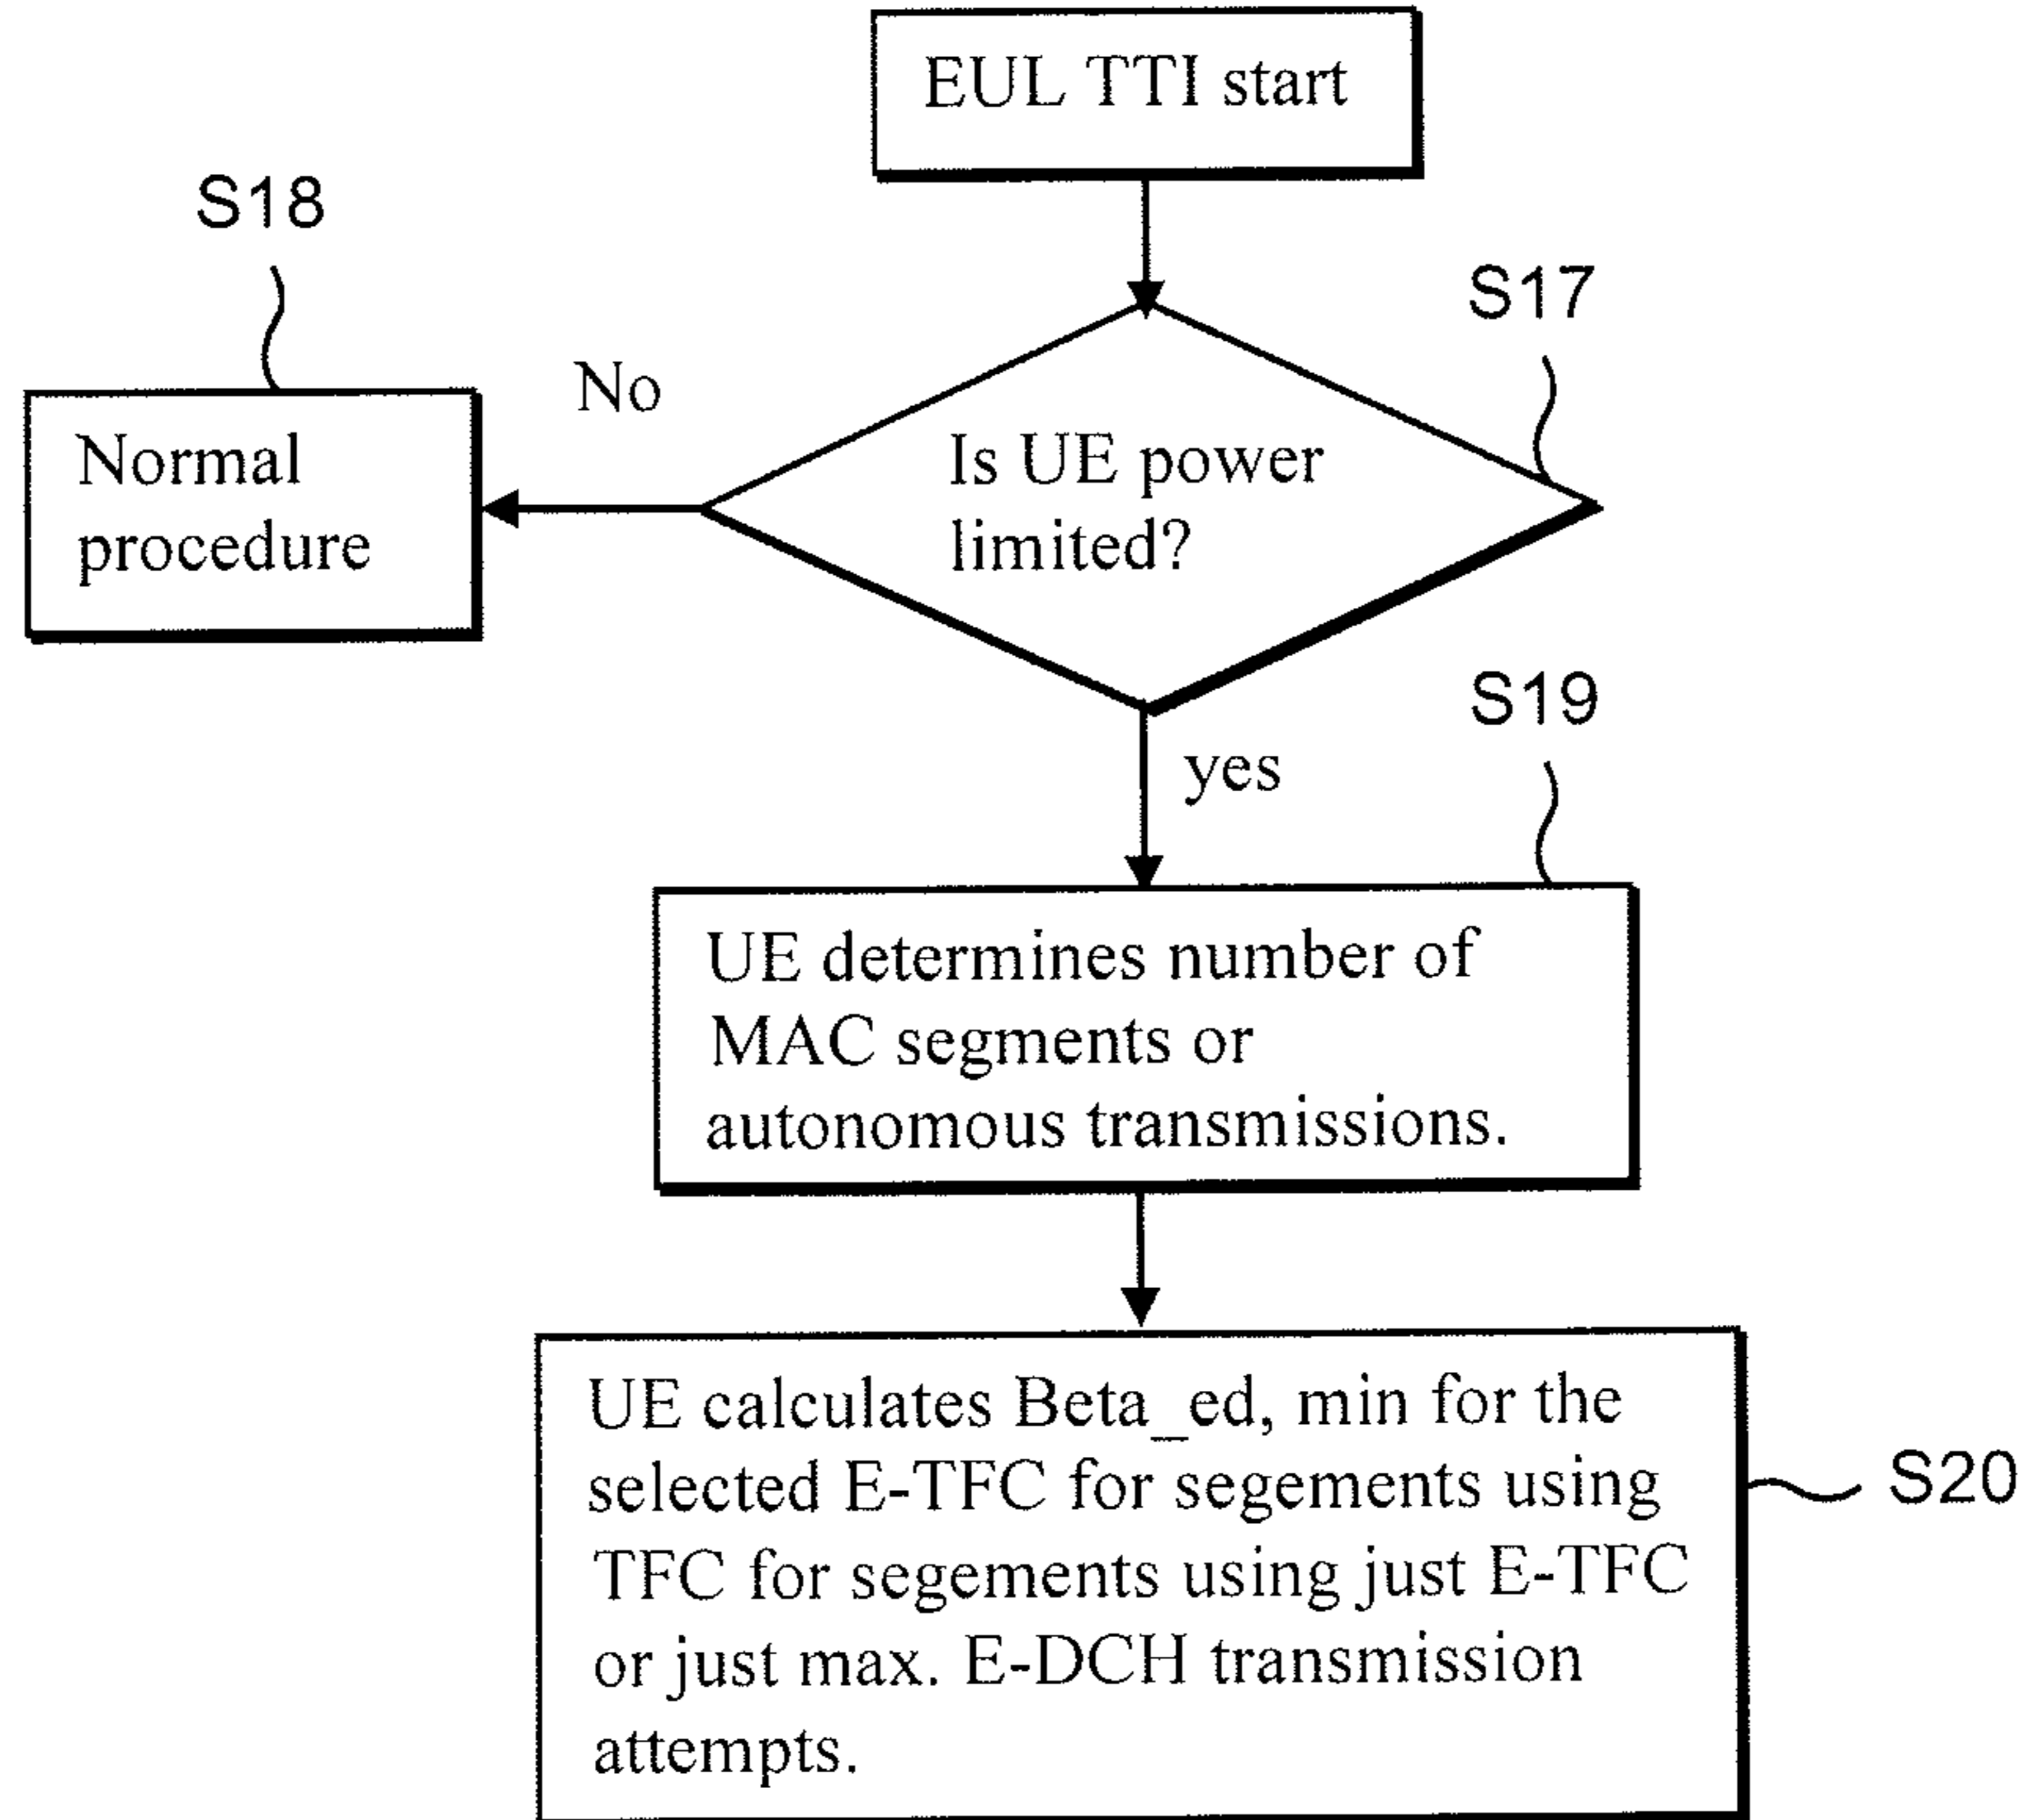 EUL TTI start
S18
S17
No
Normal
procedure
Is UE power
limited?
yes
S19
UE determines number of
MAC segments or
autonomous transmissions.
UE calculates Beta_ed, min for the
selected E-TFC for segements using
TFC for segements using just E-TFC
or just max. E-DCH transmission
attempts.
S20